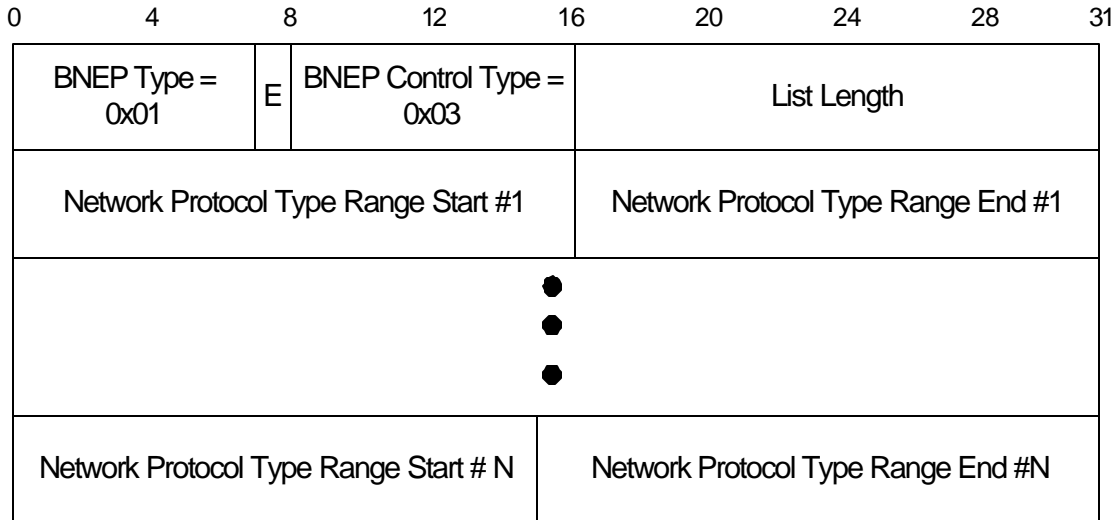 0 4 8 12 16 20 24 28 31
BNEP Type = 0x01 E BNEP Control Type = 0x03 List Length
Network Protocol Type Range Start #1 Network Protocol Type Range End #1
Network Protocol Type Range Start # N Network Protocol Type Range End #N